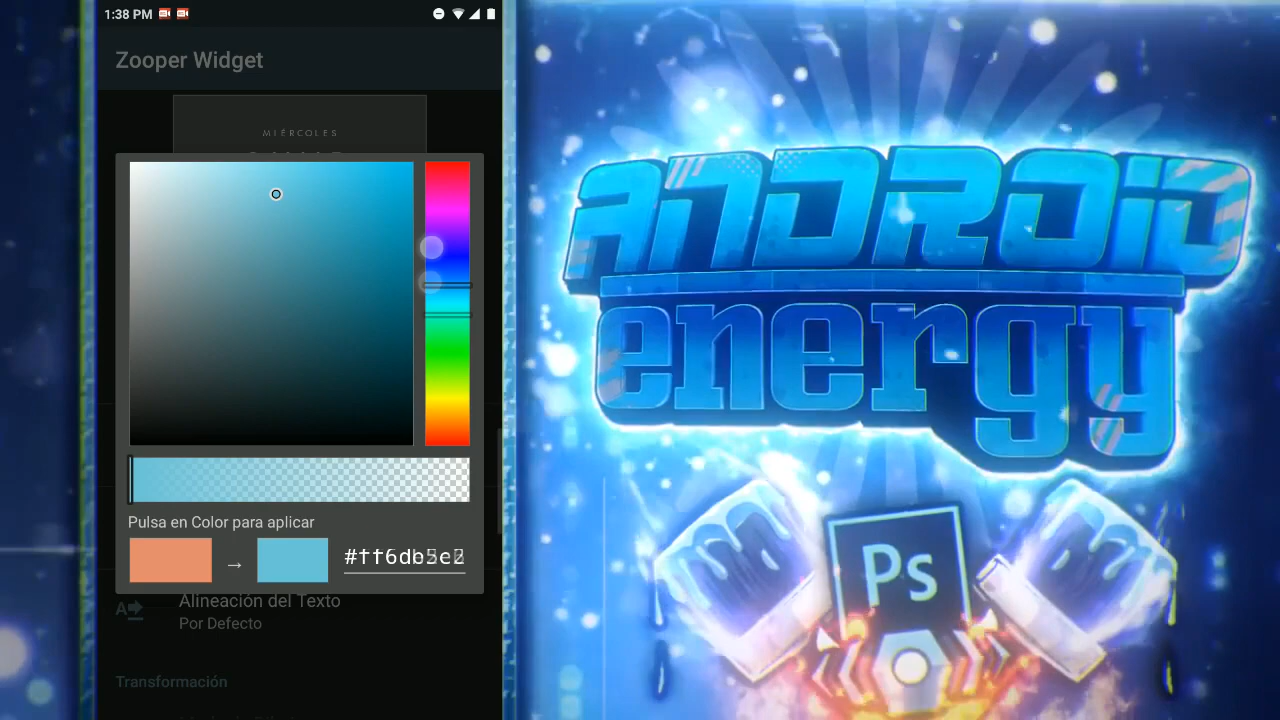 1:38 PM
Zooper Widget
MIÉRCOLES
Pulsa en Color para aplicar
→
Alineación del Texto
Por Defecto
Transformación
ANDROID
energy
Ps